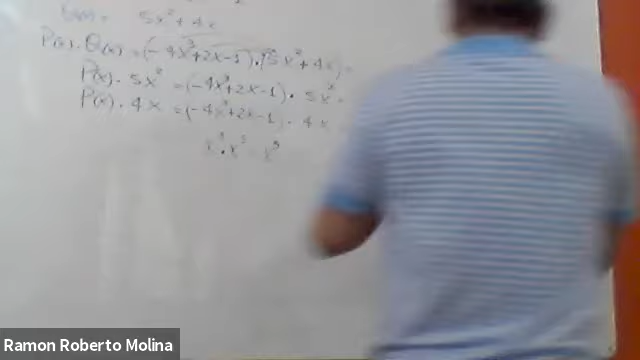 5x² + 4x
P(x) · Q(x) = (-4x³+2x-1) · (5x² + 4x) =
P(x) · 5x² = (-4x³+2x-1) · 5x² =
P(x) · 4x = (-4x³+2x-1) · 4x
Ramon Roberto Molina